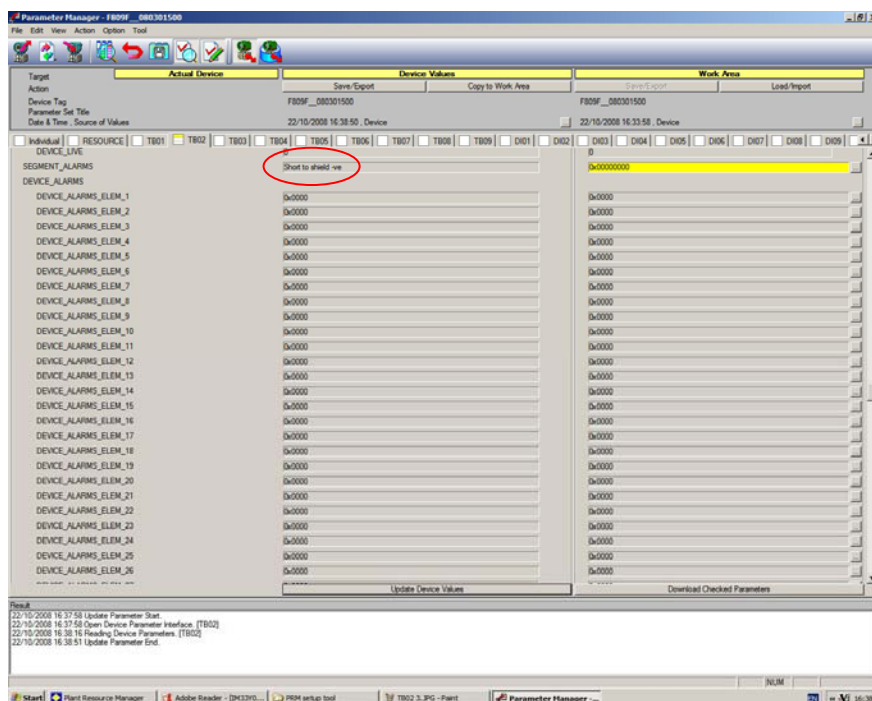 Parameter Manager - F809F__080301500
File Edit View Action Option Tool
Target Actual Device Device Values Work Area
Action Save/Export Copy to Work Area Save/Export Load/Import
Device Tag F809F__080301500 F809F__080301500
Parameter Set Title
Date & Time , Source of Values 22/10/2008 16:38:50 , Device 22/10/2008 16:33:58 , Device
Individual RESOURCE TB01 TB02 TB03 TB04 TB05 TB06 TB07 TB08 TB09 DI01 DI02 DI03 DI04 DI05 DI06 DI07 DI08 DI09
DEVICE_LIVE 0 0
SEGMENT_ALARMS Short to shield -ve 0x00000000
DEVICE_ALARMS
DEVICE_ALARMS_ELEM_1 0x0000 0x0000
DEVICE_ALARMS_ELEM_2 0x0000 0x0000
DEVICE_ALARMS_ELEM_3 0x0000 0x0000
DEVICE_ALARMS_ELEM_4 0x0000 0x0000
DEVICE_ALARMS_ELEM_5 0x0000 0x0000
DEVICE_ALARMS_ELEM_6 0x0000 0x0000
DEVICE_ALARMS_ELEM_7 0x0000 0x0000
DEVICE_ALARMS_ELEM_8 0x0000 0x0000
DEVICE_ALARMS_ELEM_9 0x0000 0x0000
DEVICE_ALARMS_ELEM_10 0x0000 0x0000
DEVICE_ALARMS_ELEM_11 0x0000 0x0000
DEVICE_ALARMS_ELEM_12 0x0000 0x0000
DEVICE_ALARMS_ELEM_13 0x0000 0x0000
DEVICE_ALARMS_ELEM_14 0x0000 0x0000
DEVICE_ALARMS_ELEM_15 0x0000 0x0000
DEVICE_ALARMS_ELEM_16 0x0000 0x0000
DEVICE_ALARMS_ELEM_17 0x0000 0x0000
DEVICE_ALARMS_ELEM_18 0x0000 0x0000
DEVICE_ALARMS_ELEM_19 0x0000 0x0000
DEVICE_ALARMS_ELEM_20 0x0000 0x0000
DEVICE_ALARMS_ELEM_21 0x0000 0x0000
DEVICE_ALARMS_ELEM_22 0x0000 0x0000
DEVICE_ALARMS_ELEM_23 0x0000 0x0000
DEVICE_ALARMS_ELEM_24 0x0000 0x0000
DEVICE_ALARMS_ELEM_25 0x0000 0x0000
DEVICE_ALARMS_ELEM_26 0x0000 0x0000
Update Device Values Download Checked Parameters
Result
22/10/2008 16:37:58 Update Parameter Start.
22/10/2008 16:37:58 Open Device Parameter Interface. [TB02]
22/10/2008 16:38:16 Reading Device Parameters. [TB02]
22/10/2008 16:38:51 Update Parameter End.
NUM
Start Plant Resource Manager Adobe Reader - [IM33Y0... PRM setup tool TB02 3.JPG - Paint Parameter Manager -... EN 16:38